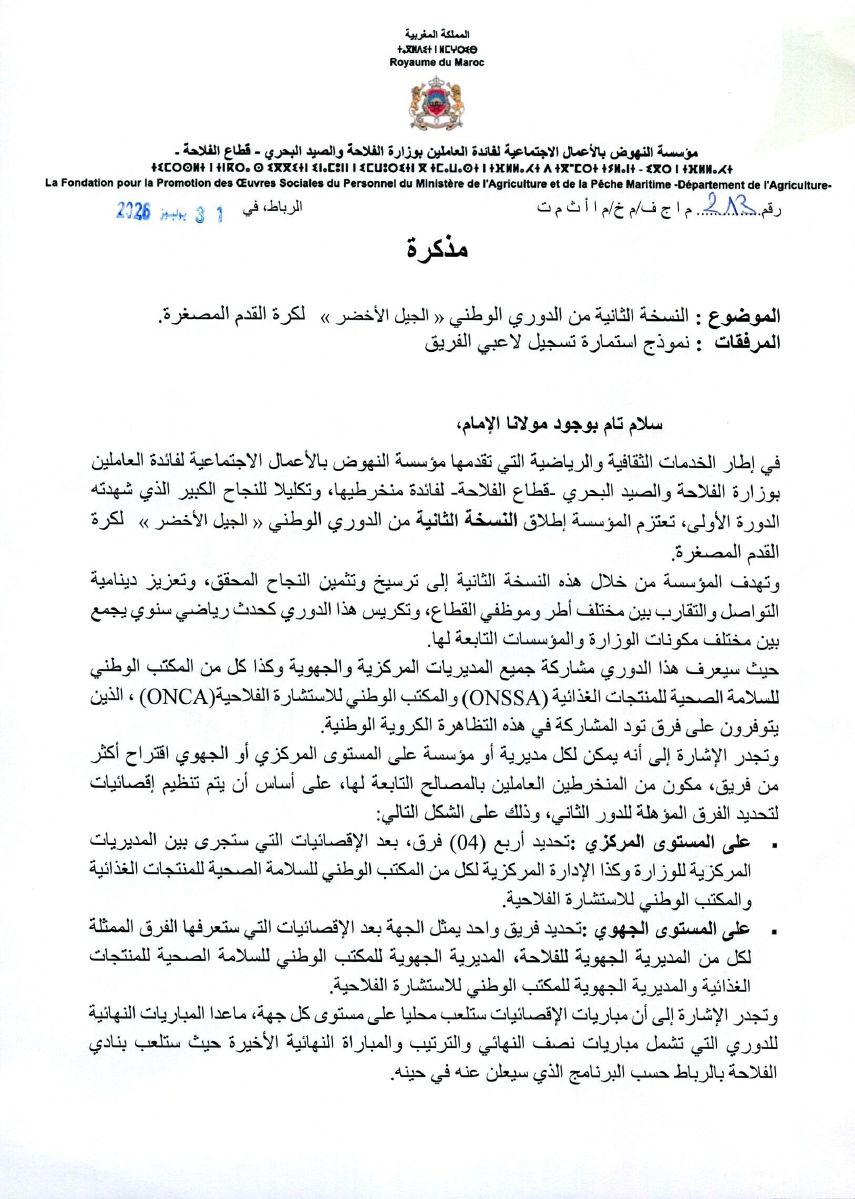 المملكة المغربية
ⵜⴰⴳⵍⴷⵉⵜ ⵏ ⵍⵎⵖⵔⵉⴱ
Royaume du Maroc
مؤسسة النهوض بالأعمال الاجتماعية لفائدة العاملين بوزارة الفلاحة والصيد البحري - قطاع الفلاحة -
La Fondation pour la Promotion des Œuvres Sociales du Personnel du Ministère de l'Agriculture et de la Pêche Maritime -Département de l'Agriculture-
رقم 213 م ا ج ف/م خ/م أ أ ث م ت
الرباط، في 31 يوليوز 2026
مذكرة
الموضوع : النسخة الثانية من الدوري الوطني « الجيل الأخضر » لكرة القدم المصغرة.
المرفقات : نموذج استمارة تسجيل لاعبي الفريق
سلام تام بوجود مولانا الإمام،
في إطار الخدمات الثقافية والرياضية التي تقدمها مؤسسة النهوض بالأعمال الاجتماعية لفائدة العاملين
بوزارة الفلاحة والصيد البحري -قطاع الفلاحة- لفائدة منخرطيها، وتكليلا للنجاح الكبير الذي شهدته
الدورة الأولى، تعتزم المؤسسة إطلاق النسخة الثانية من الدوري الوطني « الجيل الأخضر » لكرة
القدم المصغرة.
وتهدف المؤسسة من خلال هذه النسخة الثانية إلى ترسيخ وتثمين النجاح المحقق، وتعزيز دينامية
التواصل والتقارب بين مختلف أطر وموظفي القطاع، وتكريس هذا الدوري كحدث رياضي سنوي يجمع
بين مختلف مكونات الوزارة والمؤسسات التابعة لها.
حيث سيعرف هذا الدوري مشاركة جميع المديريات المركزية والجهوية وكذا كل من المكتب الوطني
للسلامة الصحية للمنتجات الغذائية (ONSSA) والمكتب الوطني للاستشارة الفلاحية(ONCA) ، الذين
يتوفرون على فرق تود المشاركة في هذه التظاهرة الكروية الوطنية.
وتجدر الإشارة إلى أنه يمكن لكل مديرية أو مؤسسة على المستوى المركزي أو الجهوي اقتراح أكثر
من فريق، مكون من المنخرطين العاملين بالمصالح التابعة لها، على أساس أن يتم تنظيم إقصائيات
لتحديد الفرق المؤهلة للدور الثاني، وذلك على الشكل التالي:
▪ على المستوى المركزي :تحديد أربع (04) فرق، بعد الإقصائيات التي ستجرى بين المديريات
المركزية للوزارة وكذا الإدارة المركزية لكل من المكتب الوطني للسلامة الصحية للمنتجات الغذائية
والمكتب الوطني للاستشارة الفلاحية.
▪ على المستوى الجهوي :تحديد فريق واحد يمثل الجهة بعد الإقصائيات التي ستعرفها الفرق الممثلة
لكل من المديرية الجهوية للفلاحة، المديرية الجهوية للمكتب الوطني للسلامة الصحية للمنتجات
الغذائية والمديرية الجهوية للمكتب الوطني للاستشارة الفلاحية.
وتجدر الإشارة إلى أن مباريات الإقصائيات ستلعب محليا على مستوى كل جهة، ماعدا المباريات النهائية
للدوري التي تشمل مباريات نصف النهائي والترتيب والمباراة النهائية الأخيرة حيث ستلعب بنادي
الفلاحة بالرباط حسب البرنامج الذي سيعلن عنه في حينه.